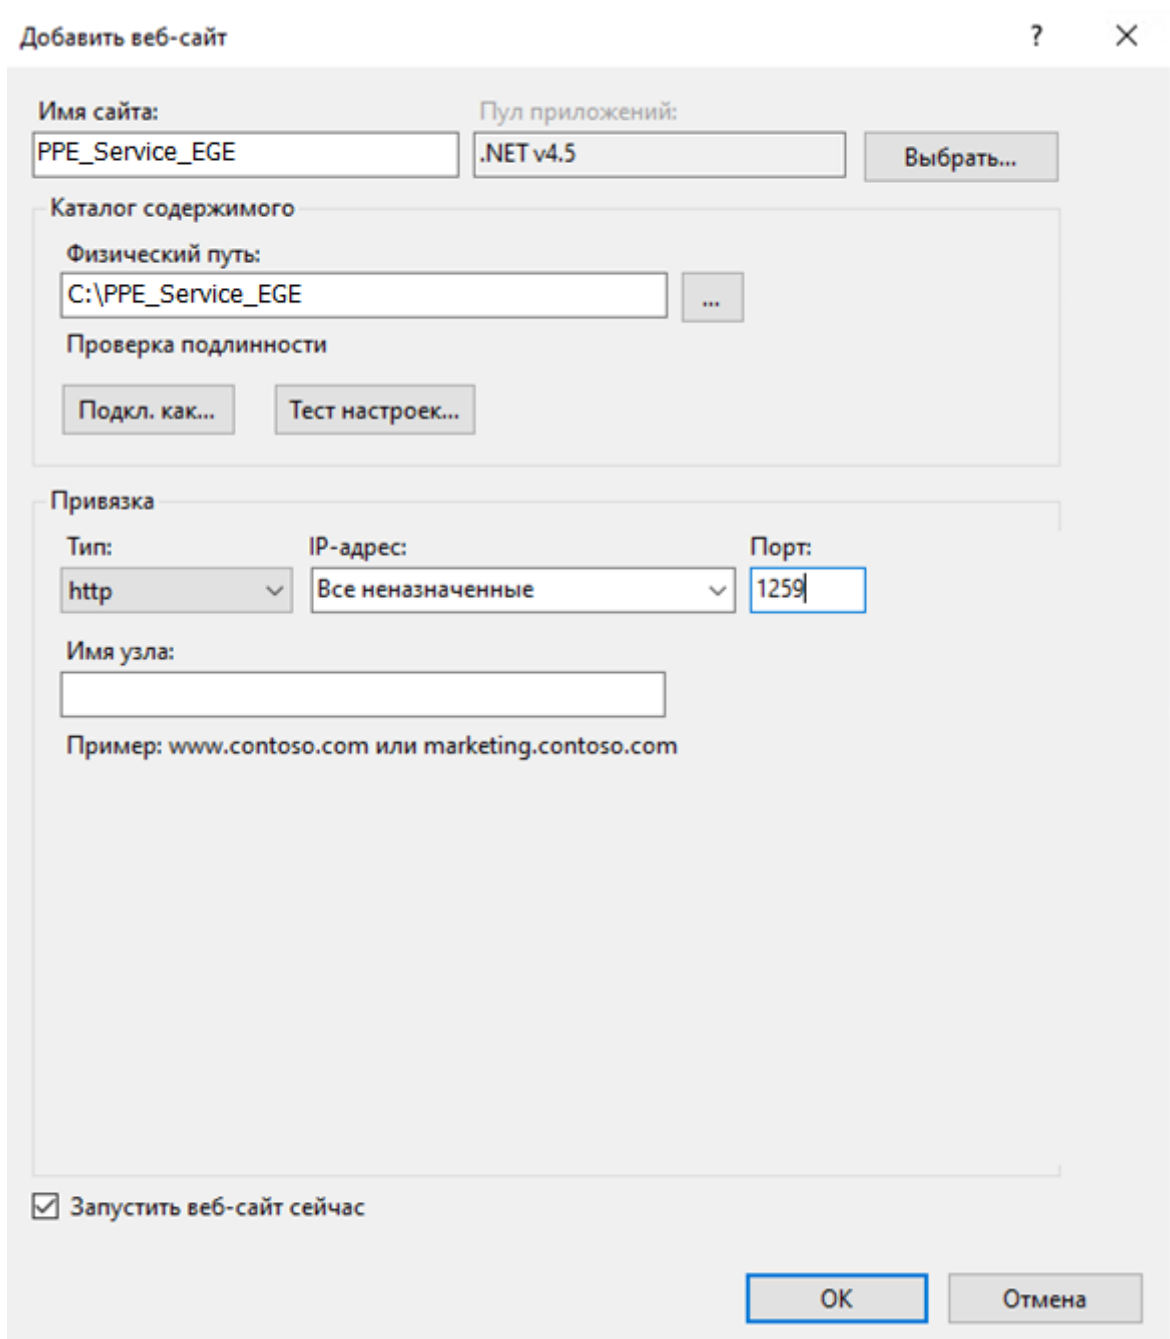 Добавить веб-сайт ?
Имя сайта: Пул приложений:
PPE_Service_EGE .NET v4.5 Выбрать...
Каталог содержимого
Физический путь:
C:\PPE_Service_EGE ...
Проверка подлинности
Подкл. как... Тест настроек...
Привязка
Тип: IP-адрес: Порт:
http Все неназначенные 1259
Имя узла:
Пример: www.contoso.com или marketing.contoso.com
Запустить веб-сайт сейчас
ОК Отмена